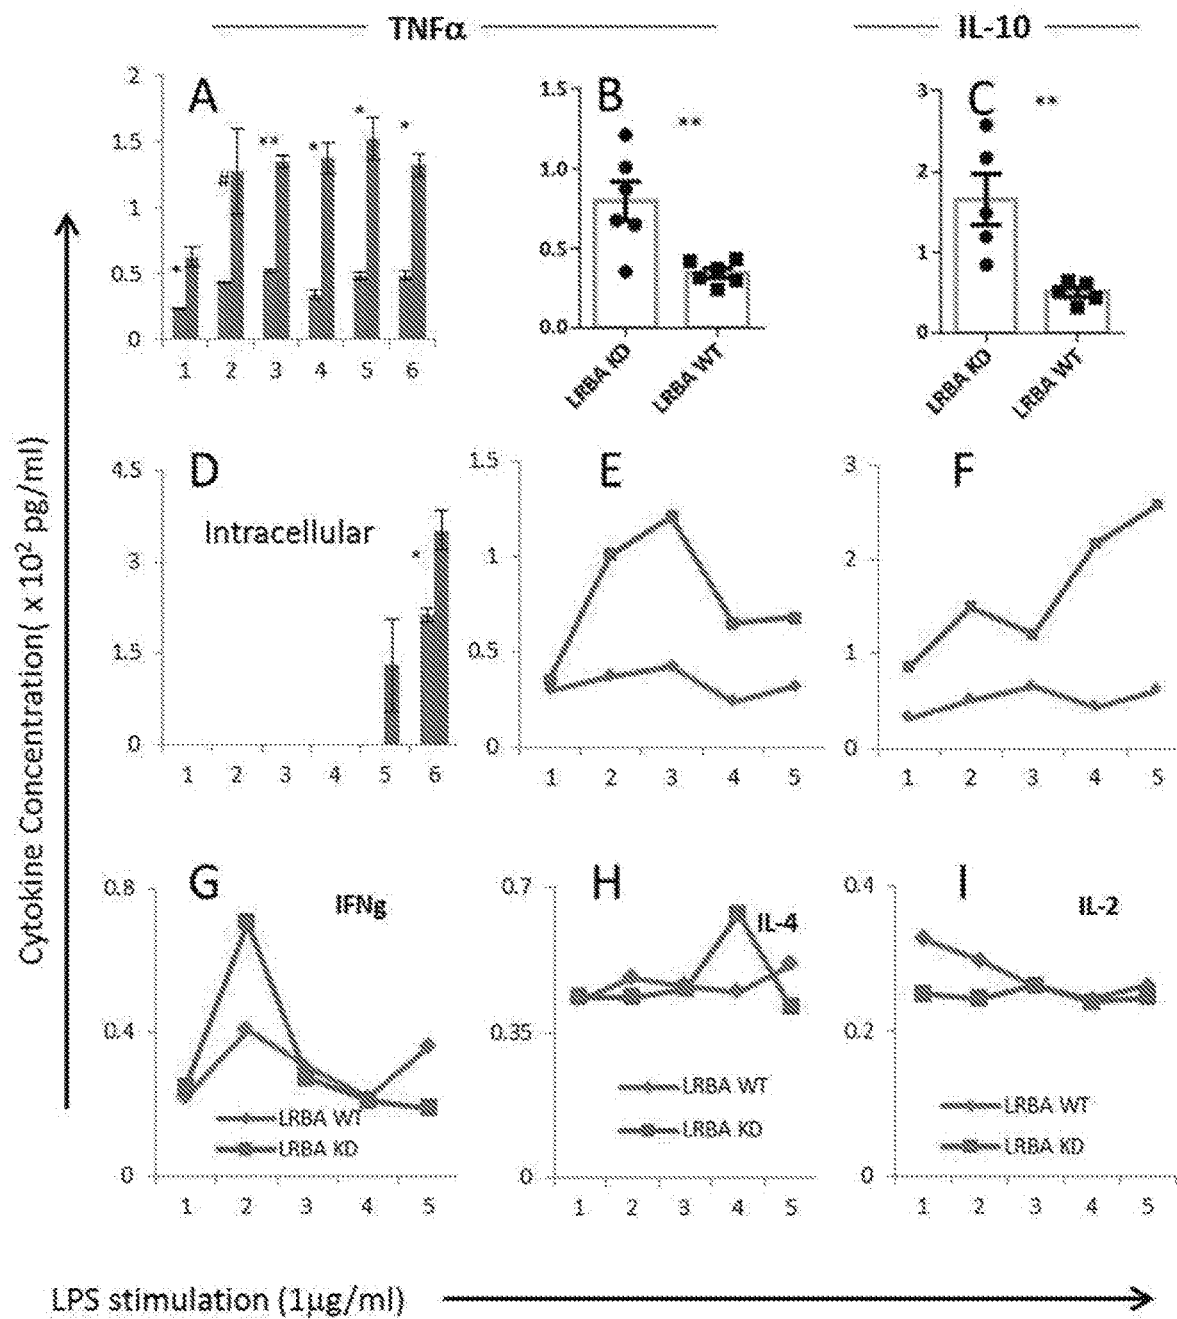 TNFα
IL-10
A
2
1.5
1
0.5
0
* # ** * * *
1 2 3 4 5 6
B
1.5
1.0
0.5
0.0
**
LRBA KD
LRBA WT
C
3
2
1
0
**
LRBA KD
LRBA WT
D
Intracellular
4.5
3
1.5
0
*
1 2 3 4 5 6
E
1.5
1
0.5
0
1 2 3 4 5
F
3
2
1
0
1 2 3 4 5
G
IFNg
0.8
0.4
0
LRBA WT
LRBA KD
1 2 3 4 5
H
IL-4
0.7
0.35
0
LRBA WT
LRBA KD
1 2 3 4 5
I
IL-2
0.4
0.2
0
LRBA WT
LRBA KD
1 2 3 4 5
Cytokine Concentration( x 10² pg/ml)
LPS stimulation (1µg/ml)